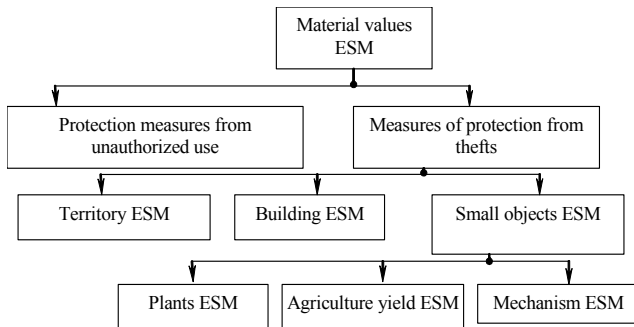 Material values
ESM
Protection measures from
unauthorized use
Measures of protection from
thefts
Territory ESM
Building ESM
Small objects ESM
Plants ESM
Agriculture yield ESM
Mechanism ESM